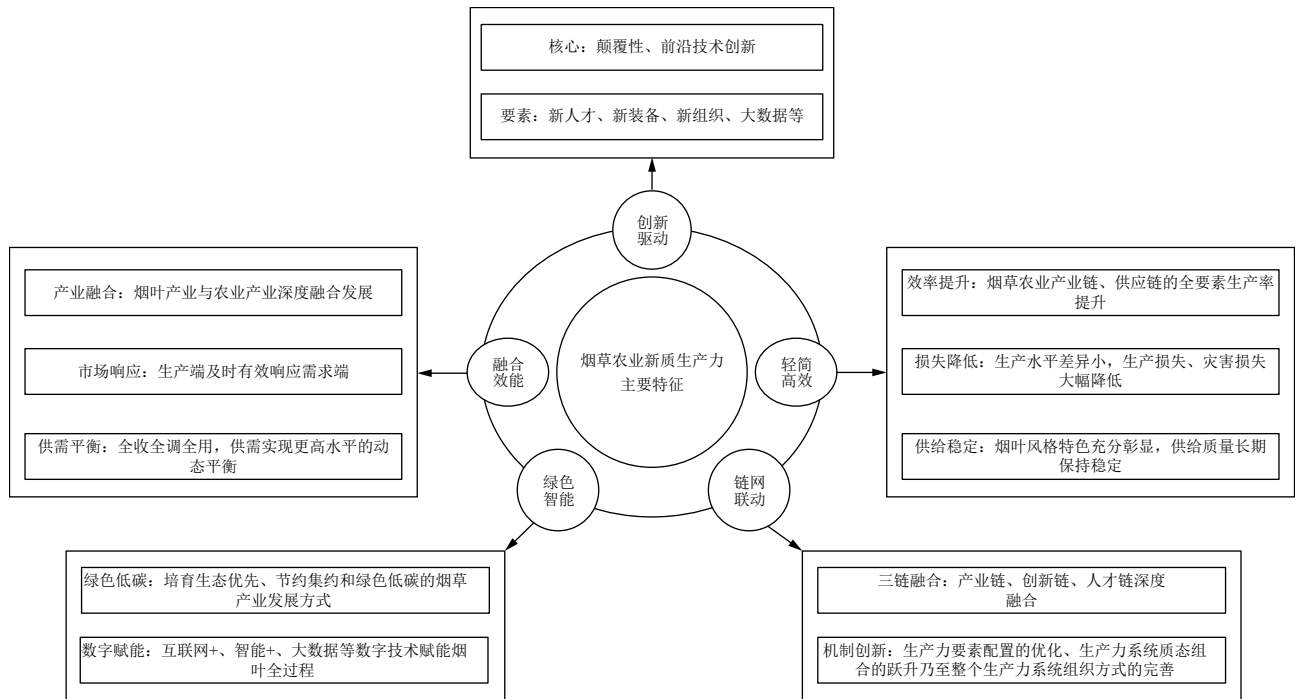 核心：颠覆性、前沿技术创新
要素：新人才、新装备、新组织、大数据等
创新
驱动
产业融合：烟叶产业与农业产业深度融合发展
市场响应：生产端及时有效响应需求端
供需平衡：全收全调全用，供需实现更高水平的动
态平衡
融合
效能
烟草农业新质生产力
主要特征
轻简
高效
效率提升：烟草农业产业链、供应链的全要素生产率
提升
损失降低：生产水平差异小，生产损失、灾害损失
大幅降低
供给稳定：烟叶风格特色充分彰显，供给质量长期
保持稳定
绿色
智能
链网
联动
绿色低碳：培育生态优先、节约集约和绿色低碳的烟草
产业发展方式
数字赋能：互联网+、智能+、大数据等数字技术赋能烟
叶全过程
三链融合：产业链、创新链、人才链深度
融合
机制创新：生产力要素配置的优化、生产力系统质态组
合的跃升乃至整个生产力系统组织方式的完善